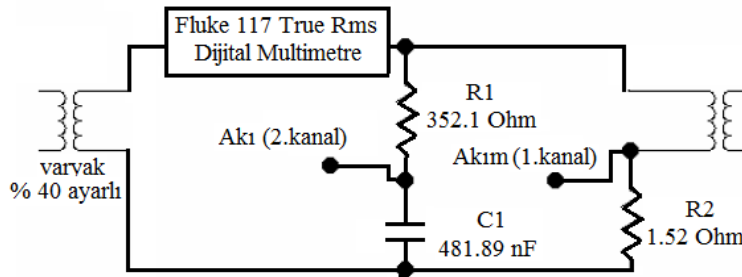 Fluke 117 True Rms
Dijital Multimetre
R1
352.1 Ohm
Akı (2.kanal)
Akım (1.kanal)
varyak
% 40 ayarlı
C1
481.89 nF
R2
1.52 Ohm